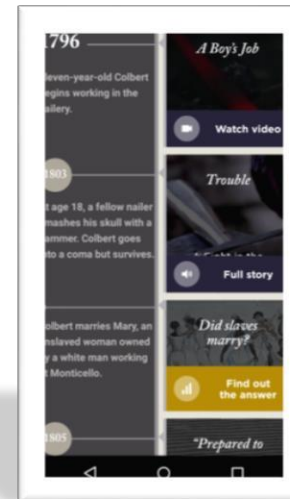 1796
A Boy's Job
leven-year-old Colbert
egins working in the
ailery.
Watch video
1803
Trouble
t age 18, a fellow nailer
mashes his skull with a
ammer. Colbert goes
to a coma but survives.
Full story
Did slaves
marry?
olbert marries Mary, an
nslaved woman owned
y a white man working
t Monticello.
Find out
the answer
1805
"Prepared to